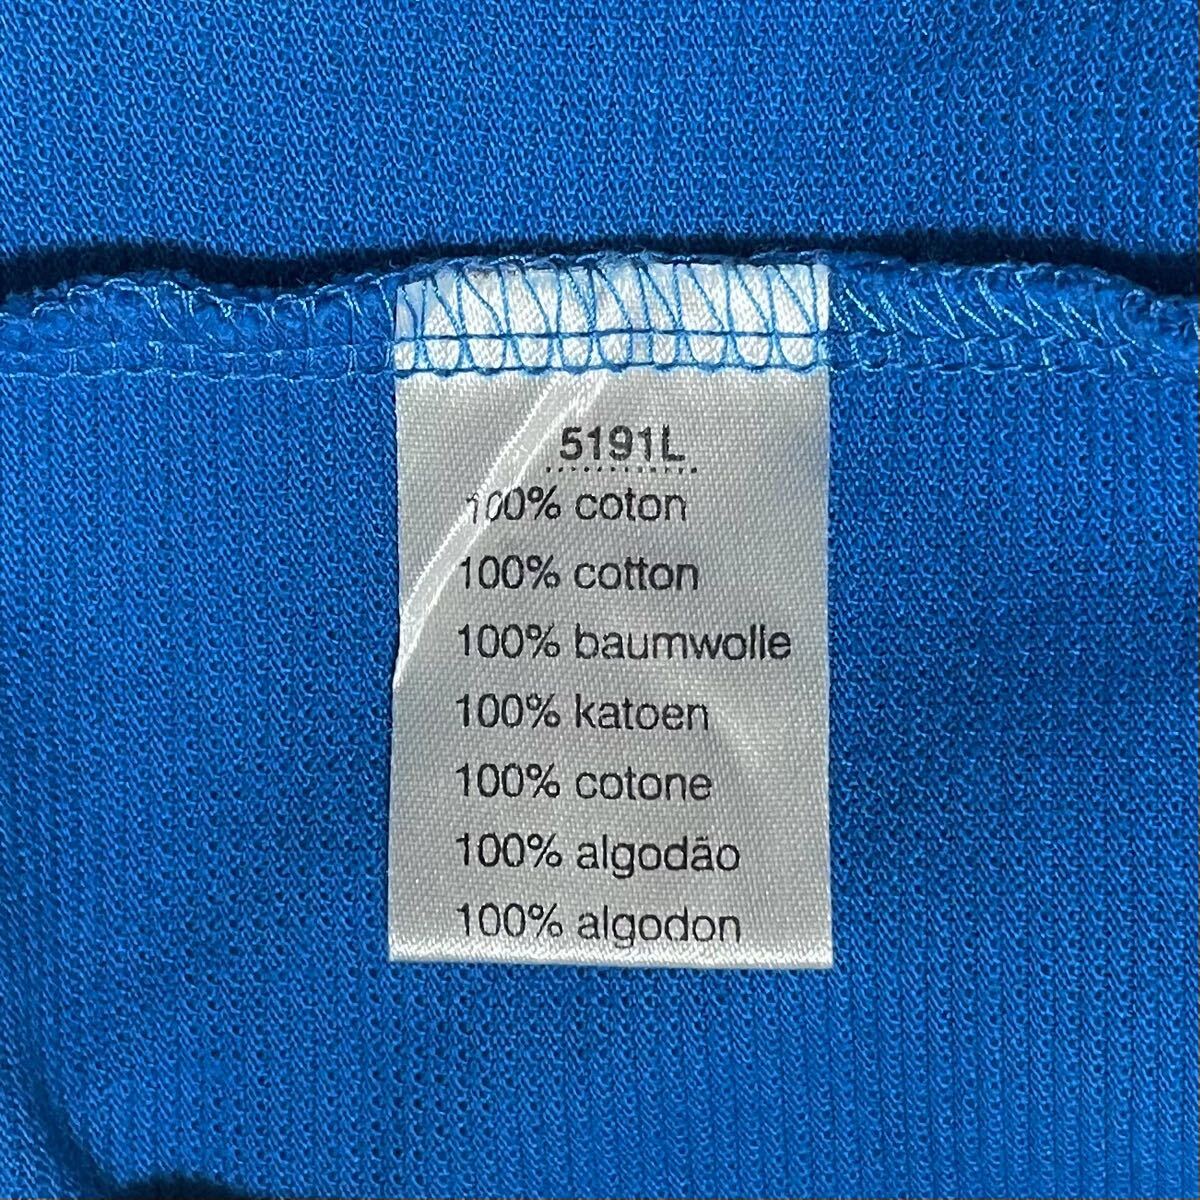 5191L
100% coton
100% cotton
100% baumwolle
100% katoen
100% cotone
100% algodão
100% algodon